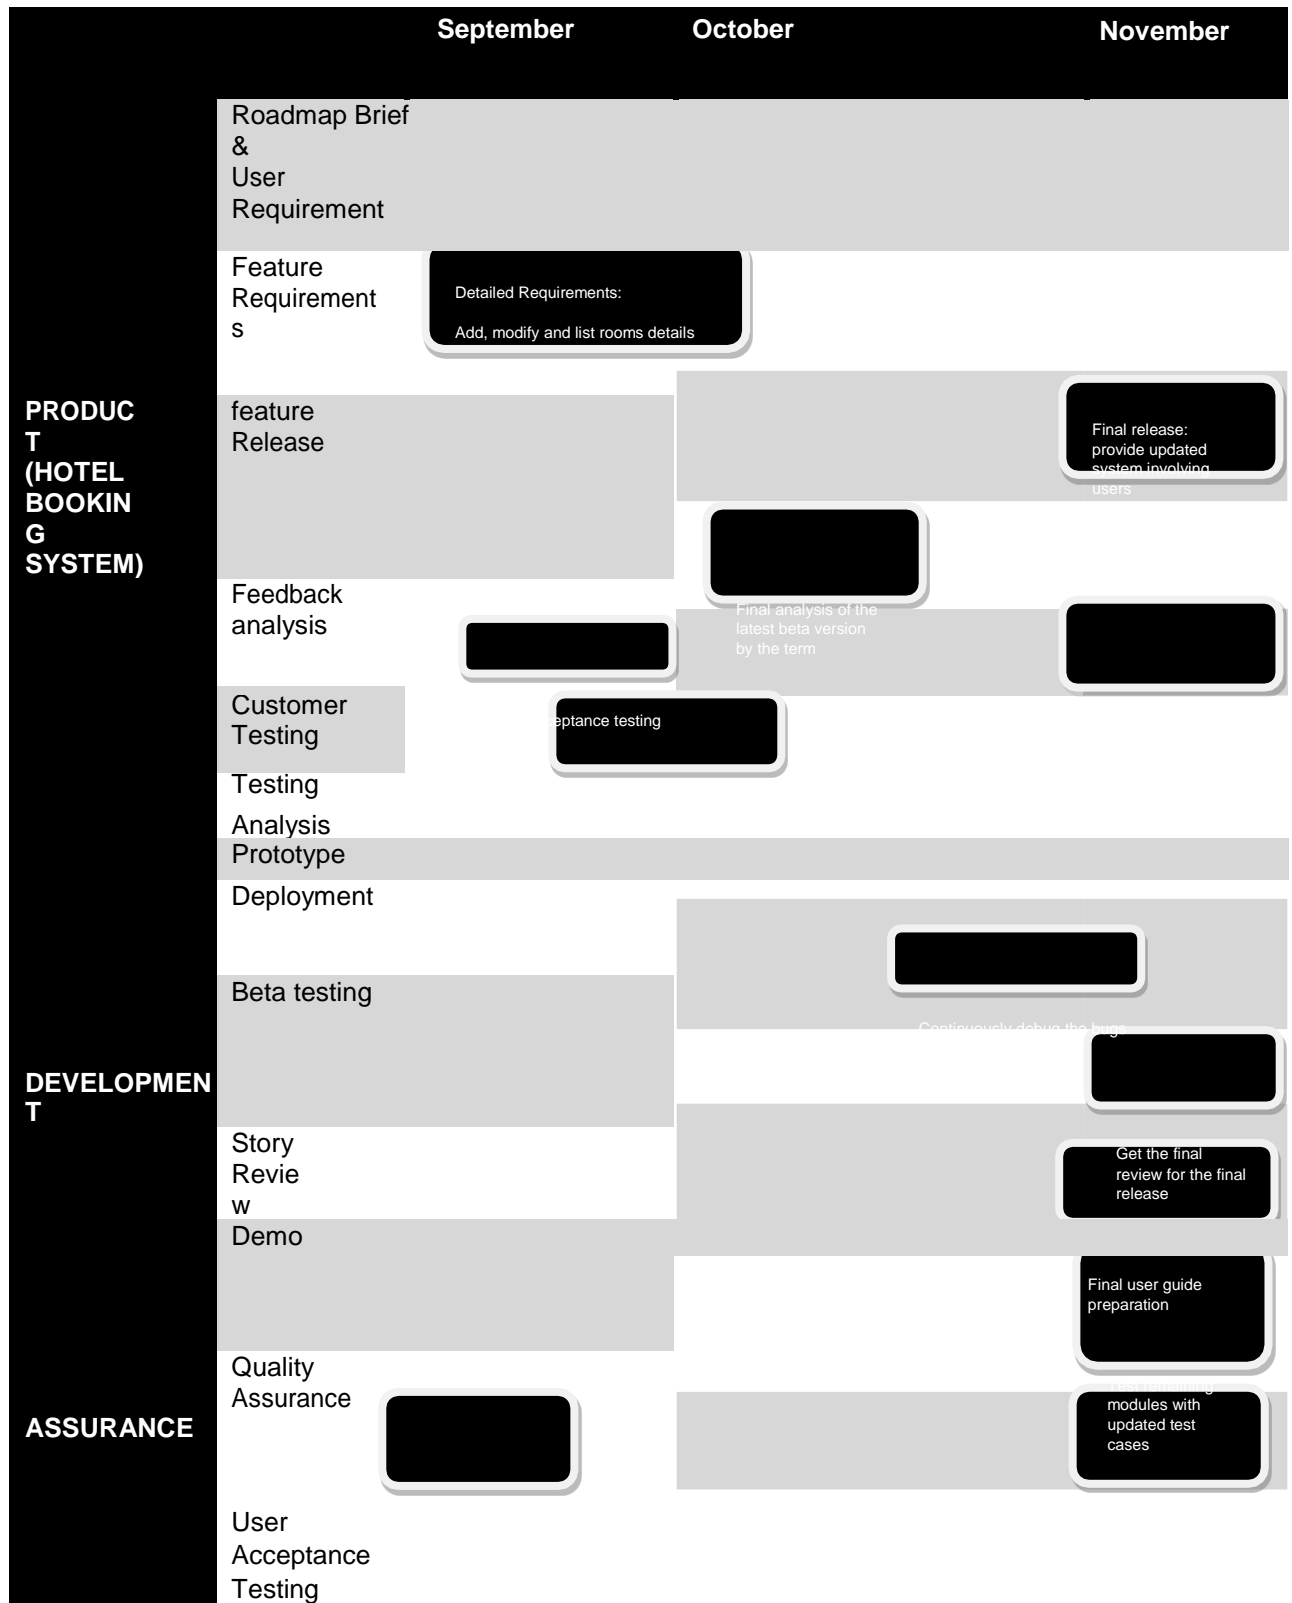 September October November
Roadmap Brief
&
User
Requirement
Feature
Requirement
s
Detailed Requirements:
Add, modify and list rooms details
PRODUC
T
(HOTEL
BOOKIN
G
SYSTEM)
feature
Release
Final release:
provide updated
system involving
users
Feedback
analysis
Final analysis of the
latest beta version
by the term
Customer
Testing
eptance testing
Testing
Analysis
Prototype
Deployment
Beta testing
Continuously debug the bugs
DEVELOPMEN
T
Story
Revie
w
Get the final
review for the final
release
Demo
Final user guide
preparation
Quality
Assurance
ASSURANCE
Test remaining
modules with
updated test
cases
User
Acceptance
Testing